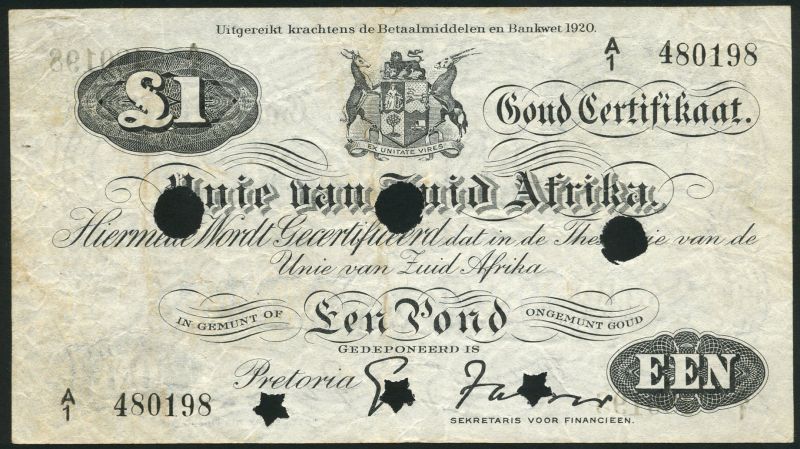 Uitgereikt krachtens de Betaalmiddelen en Bankwet 1920.
A/1 480198
£1
EX UNITATE VIRES
Goud Certifikaat.
Unie van Zuid Afrika.
Hiermede Wordt Gecertificeerd dat in de Thesaurie van de
Unie van Zuid Afrika
IN GEMUNT OF Een Pond ONGEMUNT GOUD
GEDEPONEERD IS
EEN
Pretoria
A/1 480198
SEKRETARIS VOOR FINANCIEEN.